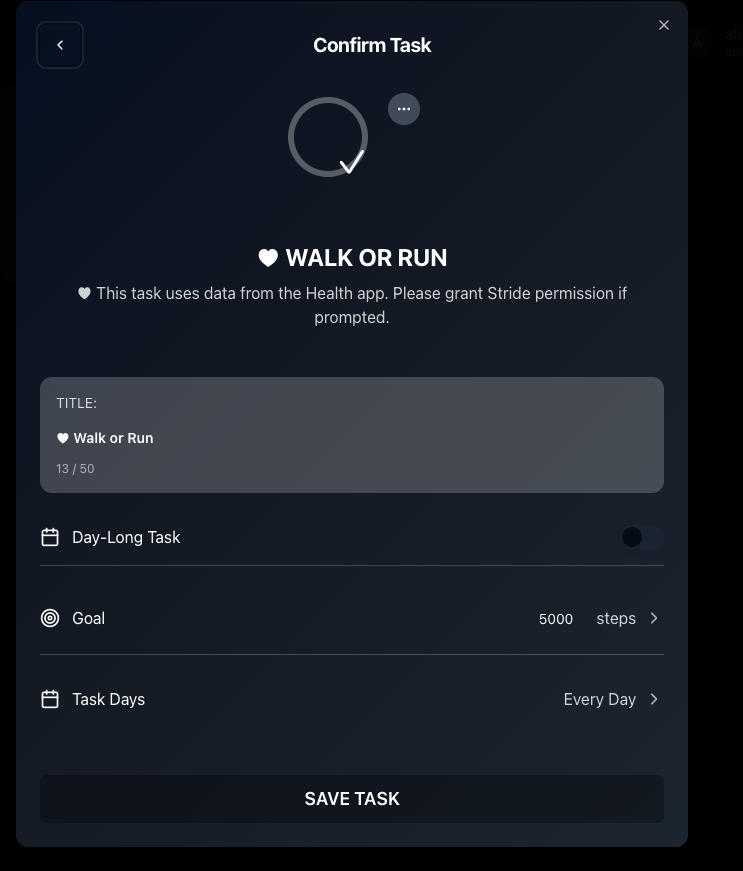 Confirm Task
WALK OR RUN
This task uses data from the Health app. Please grant Stride permission if
prompted.
TITLE:
Walk or Run
13 / 50
Day-Long Task
Goal
5000 steps
Task Days
Every Day
SAVE TASK